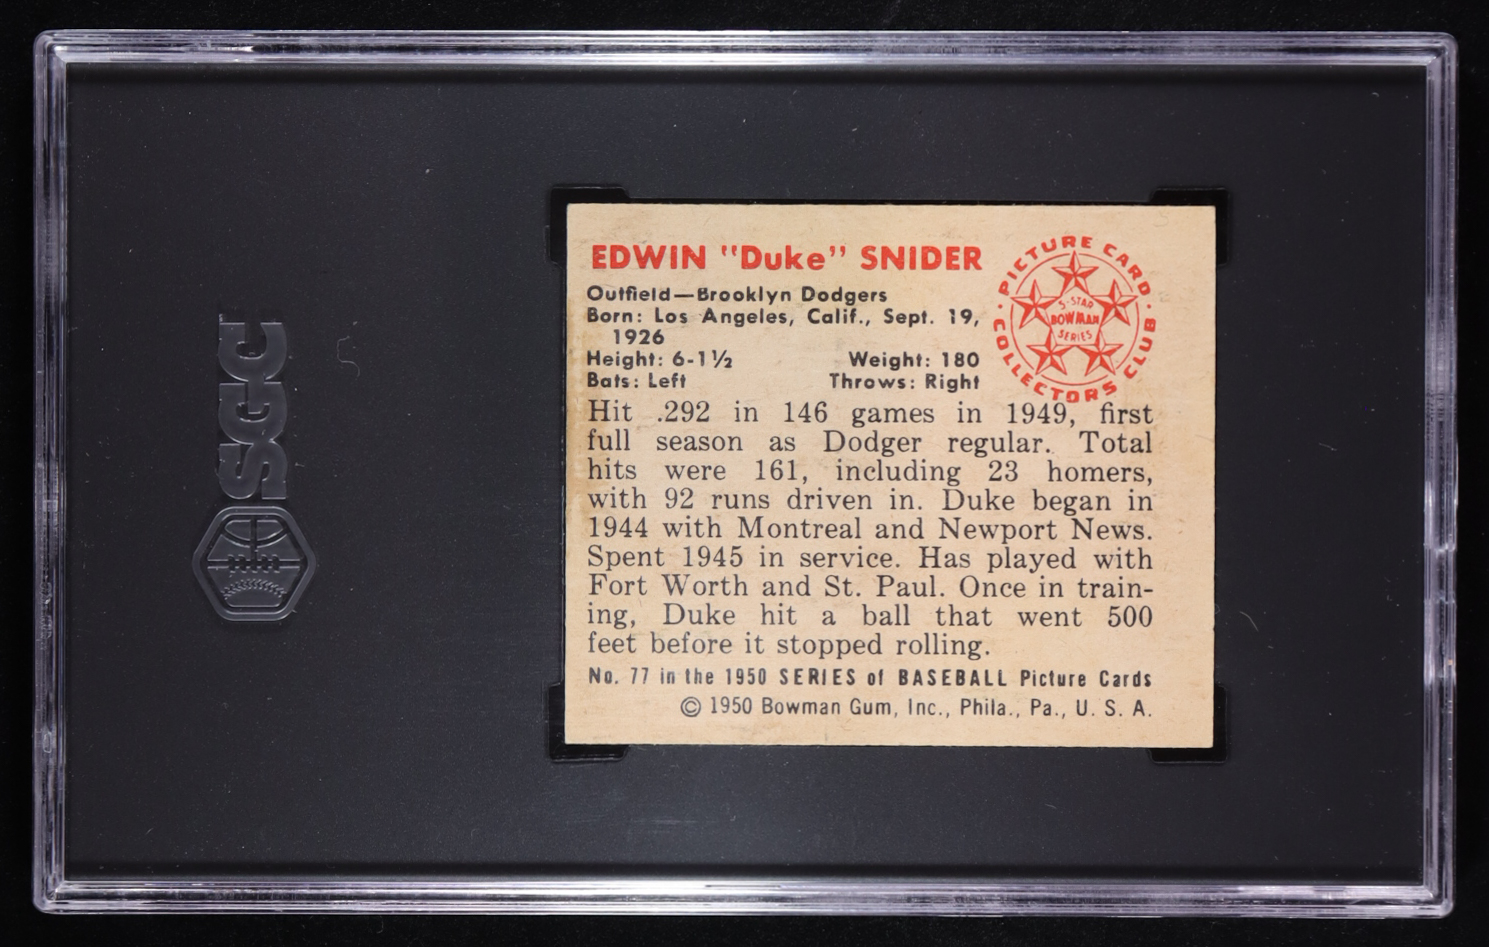 SGC
EDWIN "Duke" SNIDER
Outfield—Brooklyn Dodgers
Born: Los Angeles, Calif., Sept. 19,
1926
Height: 6-1½ Weight: 180
Bats: Left Throws: Right
· PICTURE CARD ·
COLLECTORS CLUB
5-STAR
BOWMAN
SERIES
Hit .292 in 146 games in 1949, first
full season as Dodger regular. Total
hits were 161, including 23 homers,
with 92 runs driven in. Duke began in
1944 with Montreal and Newport News.
Spent 1945 in service. Has played with
Fort Worth and St. Paul. Once in train-
ing, Duke hit a ball that went 500
feet before it stopped rolling.
No. 77 in the 1950 SERIES of BASEBALL Picture Cards
© 1950 Bowman Gum, Inc., Phila., Pa., U. S. A.